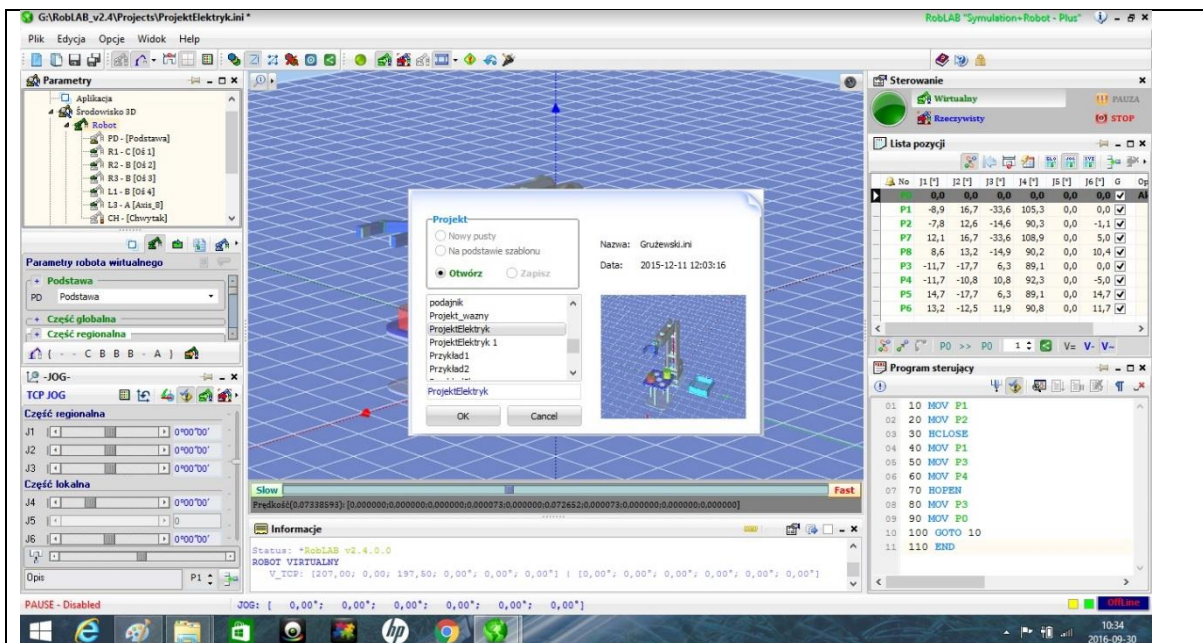 G:\RobLAB_v2.4\Projects\ProjektElektryk.ini *
RobLAB "Symulation+Robot - Plus"
Plik Edycja Opcje Widok Help
Parametry
Aplikacja
Środowisko 3D
Robot
PD - [Podstawa]
R1 - C [Oś 1]
R2 - B [Oś 2]
R3 - B [Oś 3]
L1 - B [Oś 4]
L3 - A [Axis_8]
CH - [Chwytak]
Parametry robota wirtualnego
Podstawa
PD Podstawa
Część globalna
Część regionalna
{ - - C B B B - A }
-JOG-
TCP JOG
Część regionalna
J1 0°00'00'
J2 0°00'00'
J3 0°00'00'
Część lokalna
J4 0°00'00'
J5 0
J6 0°00'00'
Opis P1
Projekt
Nowy pusty
Na podstawie szablonu
Otwórz Zapisz
podajnik
Projekt_wazny
ProjektElektryk
ProjektElektryk 1
Przykład1
Przykład2
ProjektElektryk
OK Cancel
Nazwa: Grużewski.ini
Data: 2015-12-11 12:03:16
Slow Fast
Prędkość(0,07338593): [0,000000;0,000000;0,000000;0,000073;0,000000;0,072652;0,000073;0,000000;0,000000;0,000000]
Informacje
Status: *RobLAB v2.4.0.0
ROBOT VIRTUALNY
V_TCP: [207,00; 0,00; 197,50; 0,00°; 0,00°; 0,00°] | [0,00°; 0,00°; 0,00°; 0,00°; 0,00°; 0,00°]
Sterowanie
Wirtualny PAUZA
Rzeczywisty STOP
Lista pozycji
No J1 [°] J2 [°] J3 [°] J4 [°] J5 [°] J6 [°] G Op
P0 0,0 0,0 0,0 0,0 0,0 0,0
P1 -8,9 16,7 -33,6 105,3 0,0 0,0
P2 -7,8 12,6 -14,6 90,3 0,0 -1,1
P7 12,1 16,7 -33,6 108,9 0,0 5,0
P8 8,6 13,2 -14,9 90,2 0,0 10,4
P3 -11,7 -17,7 6,3 89,1 0,0 0,0
P4 -11,7 -10,8 10,8 92,3 0,0 -5,0
P5 14,7 -17,7 6,3 89,1 0,0 14,7
P6 13,2 -12,5 11,9 90,8 0,0 11,7
P0 >> P0 1 V= V- V~
Program sterujący
01 10 MOV P1
02 20 MOV P2
03 30 HCLOSE
04 40 MOV P1
05 50 MOV P3
06 60 MOV P4
07 70 HOPEN
08 80 MOV P3
09 90 MOV P0
10 100 GOTO 10
11 110 END
PAUSE - Disabled
JOG: [ 0,00°; 0,00°; 0,00°; 0,00°; 0,00°; 0,00°]
OffLine
hp
10:34
2016-09-30